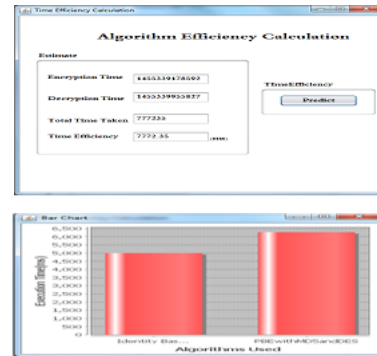 Time Efficiency Calculation
Algorithm Efficiency Calculation
Estimate
Encryption Time 1455339178592
Decryption Time 1455339955827
Total Time Taken 777235
Time Efficiency 7772.35
TimeEfficiency
Predict
Bar Chart
6,500
6,000
5,500
5,000
4,500
4,000
3,500
3,000
2,500
2,000
1,500
1,000
500
0
Execution Time(ms)
Identity Bas...
PBEwithMD5andDES
Algorithms Used